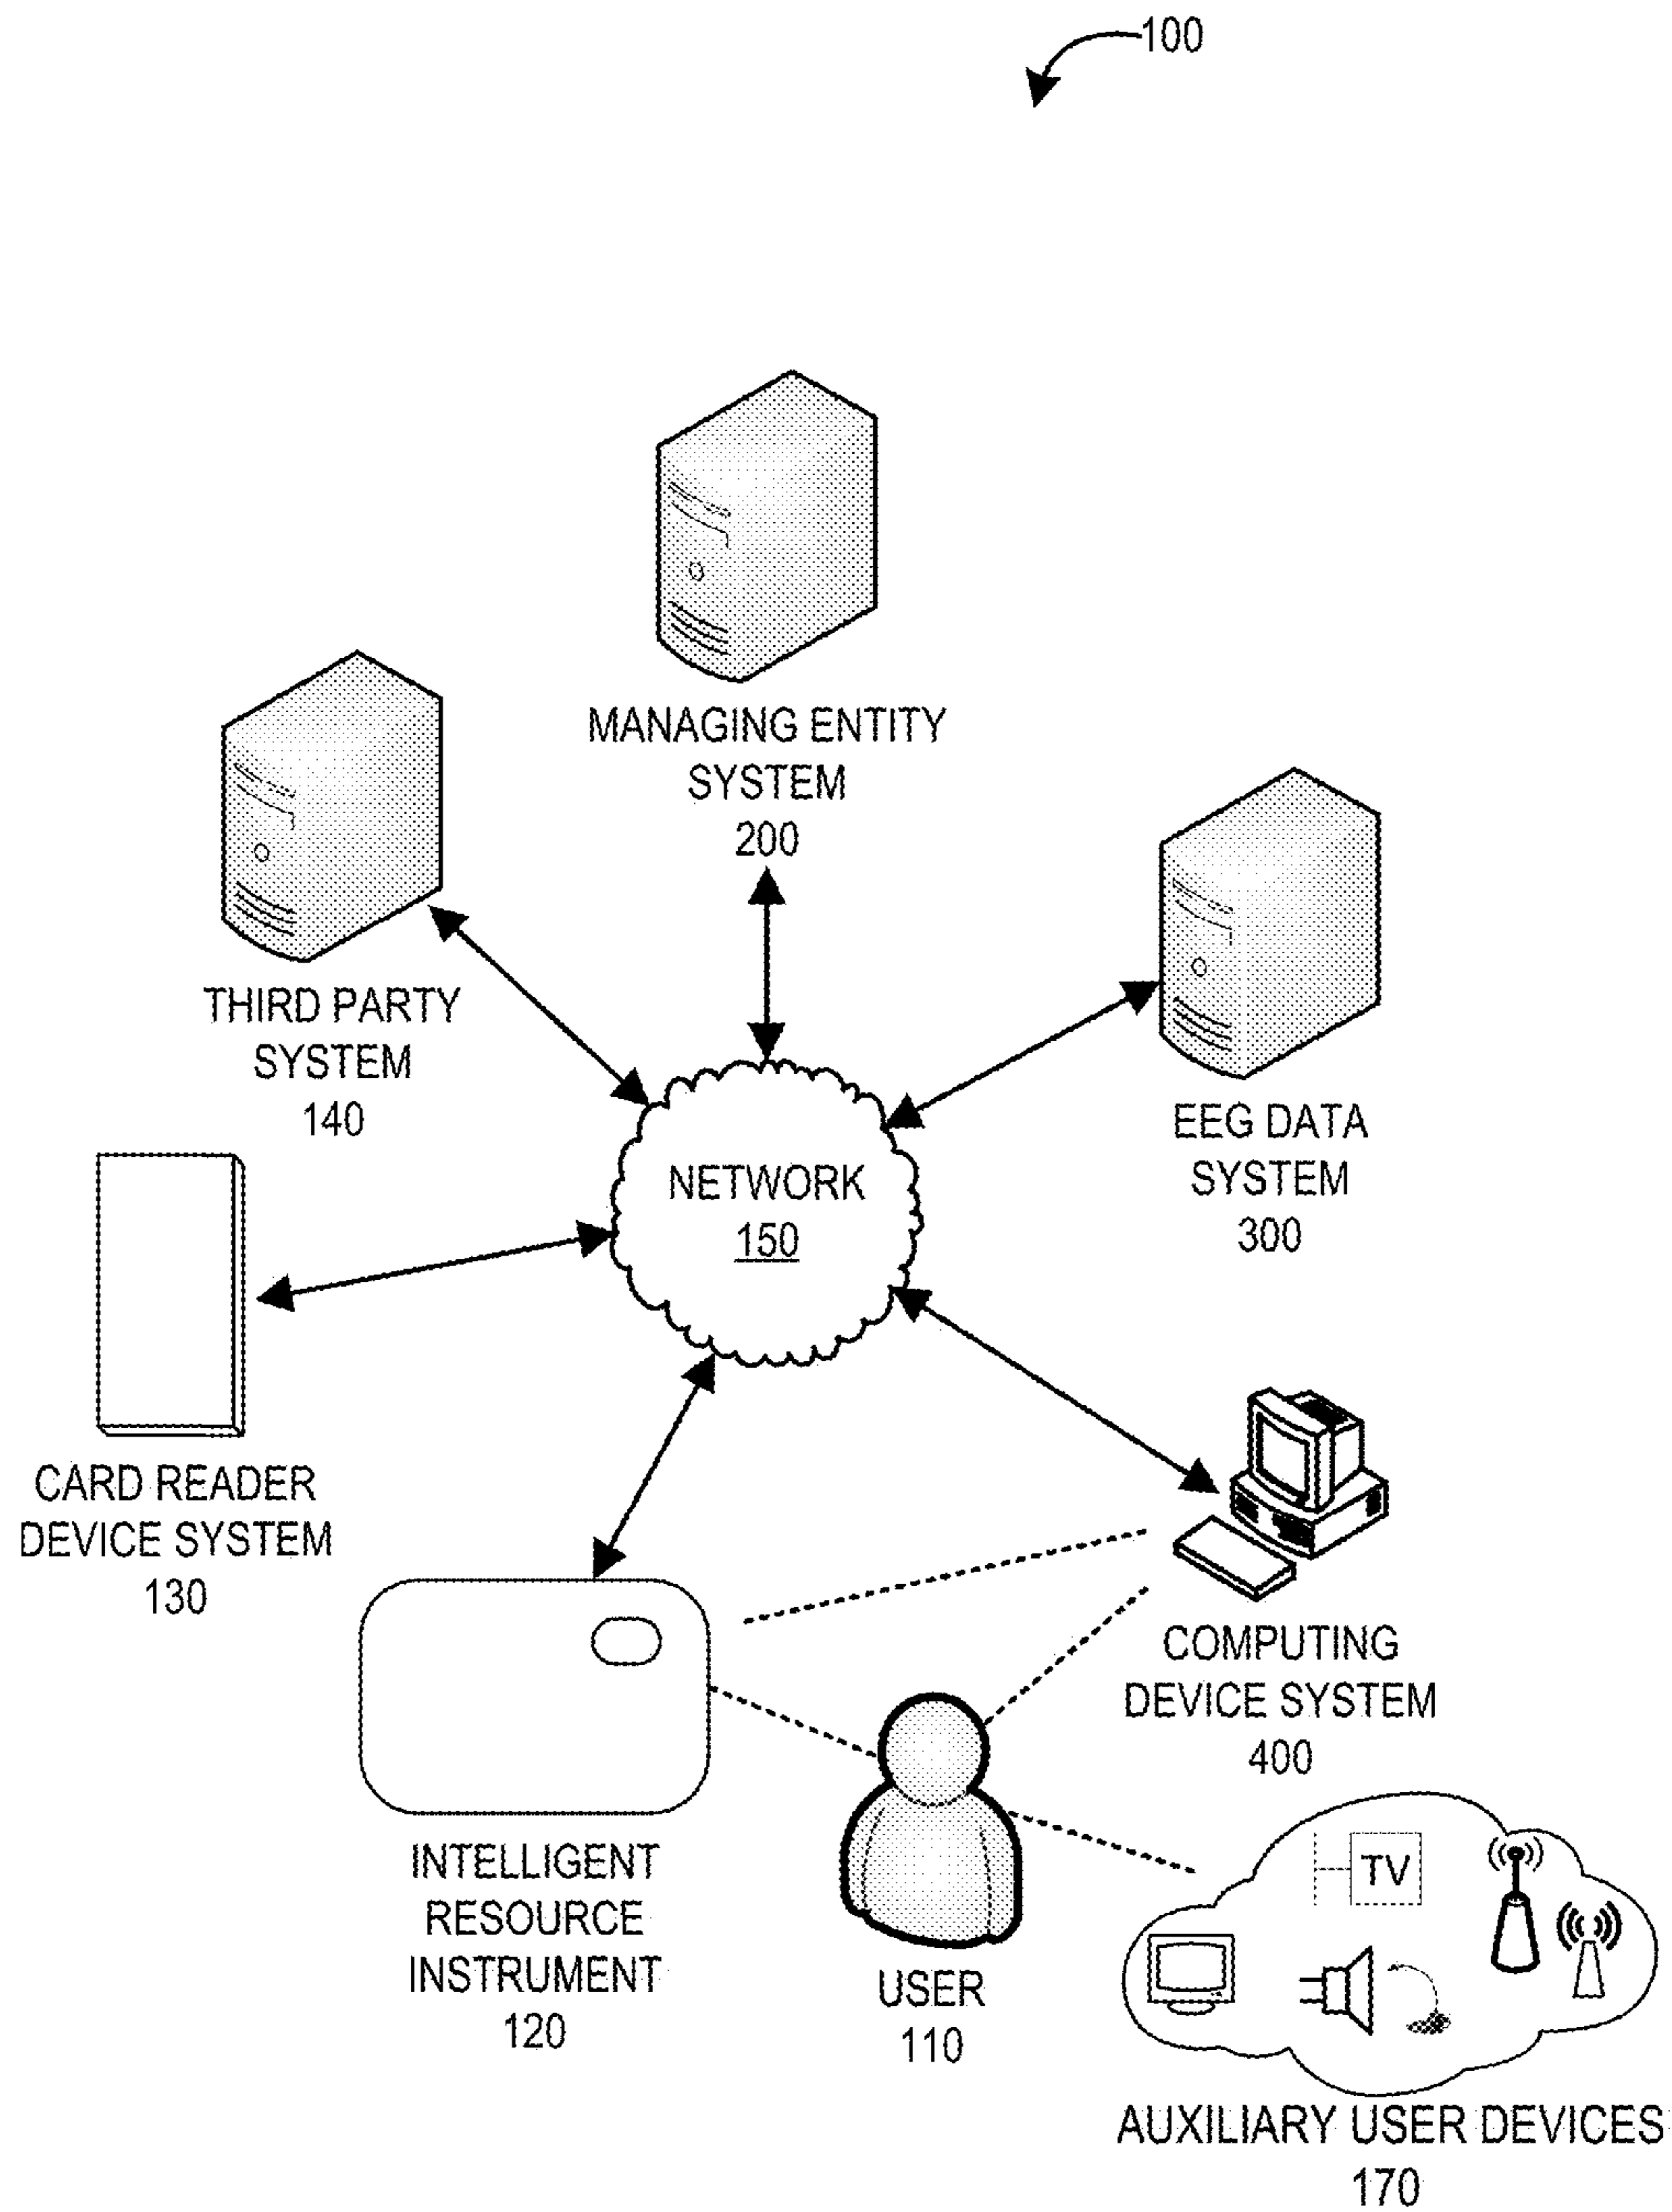 100
MANAGING ENTITY
SYSTEM
200
THIRD PARTY
SYSTEM
140
EEG DATA
SYSTEM
300
NETWORK
150
CARD READER
DEVICE SYSTEM
130
COMPUTING
DEVICE SYSTEM
400
INTELLIGENT
RESOURCE
INSTRUMENT
120
USER
110
TV
AUXILIARY USER DEVICES
170